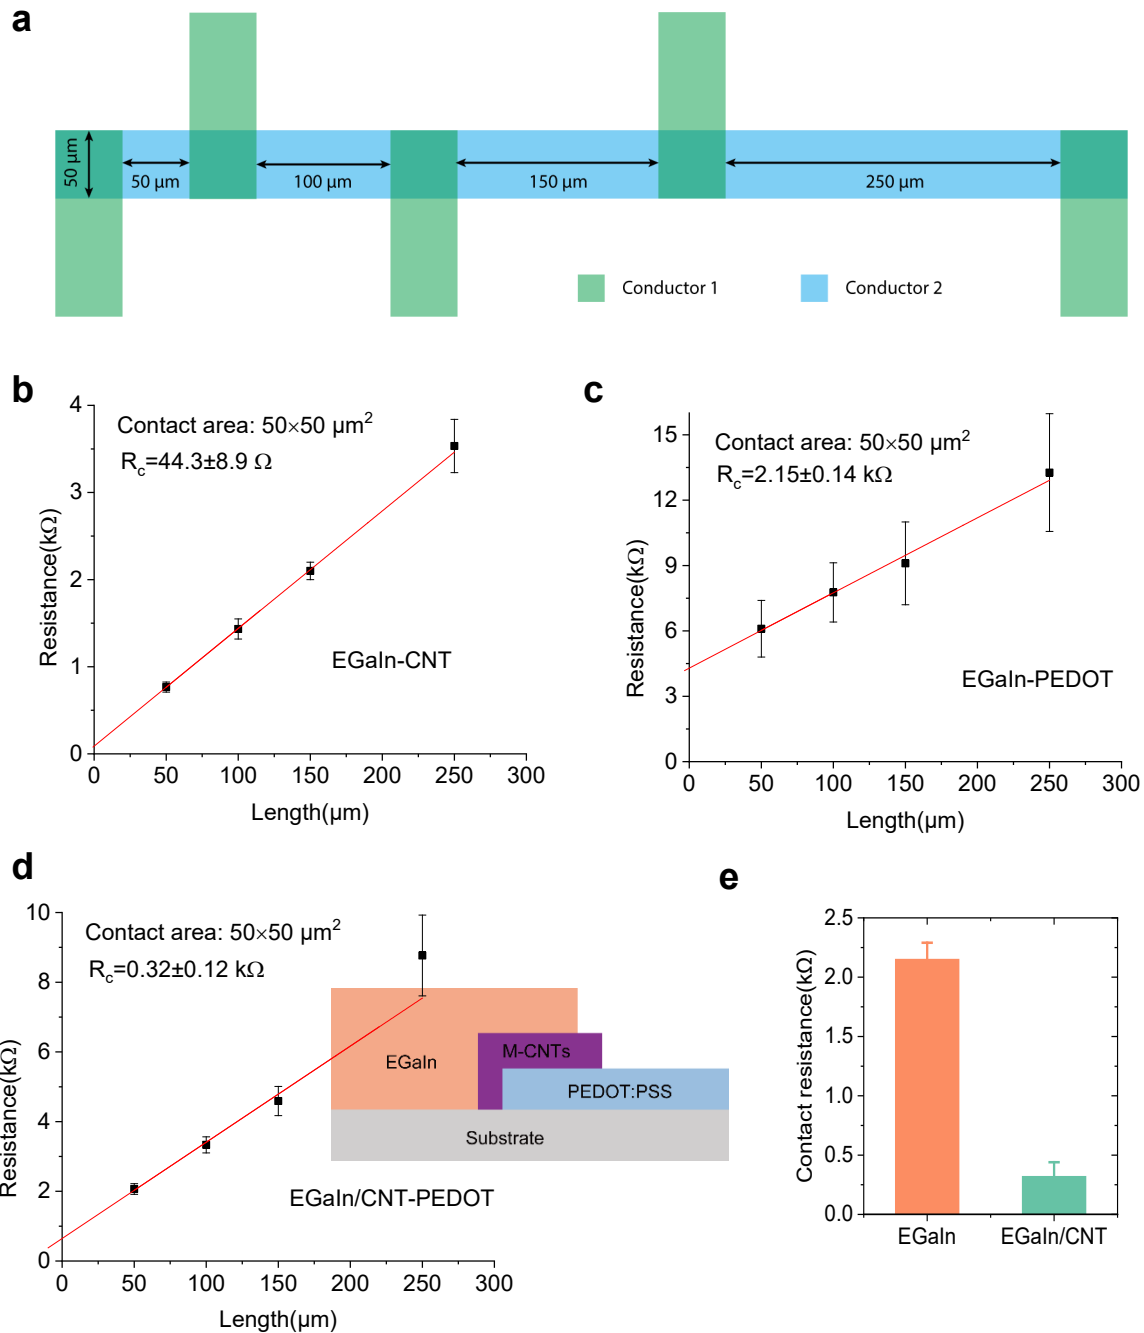 a
50 µm
50 µm
100 µm
150 µm
250 µm
Conductor 1
Conductor 2
b
4
3
2
1
0
Resistance(kΩ)
Contact area: 50×50 µm²
Rc=44.3±8.9 Ω
EGaIn-CNT
0 50 100 150 200 250 300
Length(µm)
c
15
12
9
6
3
0
Resistance(kΩ)
Contact area: 50×50 µm²
Rc=2.15±0.14 kΩ
EGaIn-PEDOT
0 50 100 150 200 250 300
Length(µm)
d
10
8
6
4
2
0
Resistance(kΩ)
Contact area: 50×50 µm²
Rc=0.32±0.12 kΩ
EGaIn
M-CNTs
PEDOT:PSS
Substrate
EGaIn/CNT-PEDOT
0 50 100 150 200 250 300
Length(µm)
e
2.5
2.0
1.5
1.0
0.5
0.0
Contact resistance(kΩ)
EGaIn EGaIn/CNT